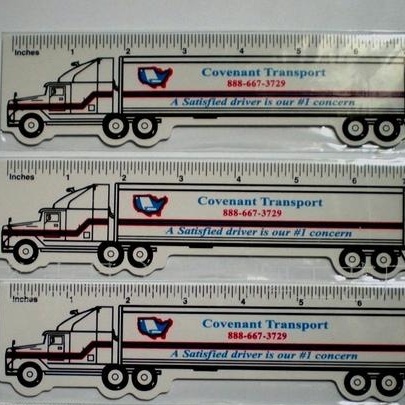 Inches 1 2 3 4 5 6
Covenant Transport
888-667-3729
A Satisfied driver is our #1 concern
Inches 1 2 3 4 5 6
Covenant Transport
888-667-3729
A Satisfied driver is our #1 concern
Inches 1 2 3 4 5 6
Covenant Transport
888-667-3729
A Satisfied driver is our #1 concern